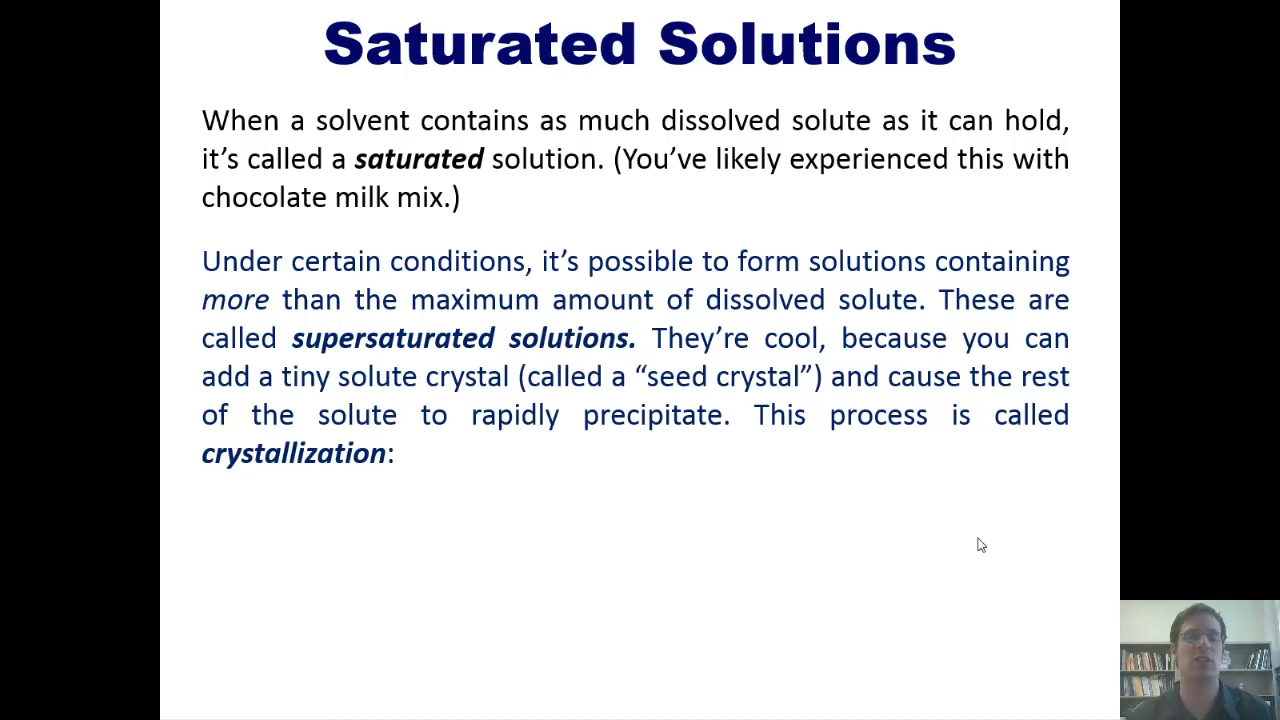 Saturated Solutions
When a solvent contains as much dissolved solute as it can hold,
it’s called a saturated solution. (You’ve likely experienced this with
chocolate milk mix.)
Under certain conditions, it’s possible to form solutions containing
more than the maximum amount of dissolved solute. These are
called supersaturated solutions. They’re cool, because you can
add a tiny solute crystal (called a “seed crystal”) and cause the rest
of the solute to rapidly precipitate. This process is called
crystallization: